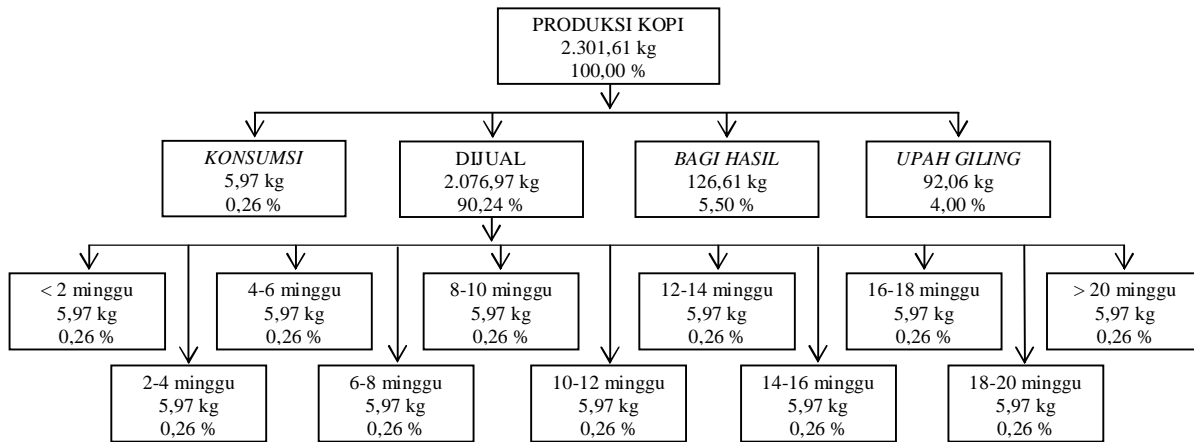 PRODUKSI KOPI
2.301,61 kg
100,00 %
KONSUMSI
5,97 kg
0,26 %
DIJUAL
2.076,97 kg
90,24 %
BAGI HASIL
126,61 kg
5,50 %
UPAH GILING
92,06 kg
4,00 %
< 2 minggu
5,97 kg
0,26 %
4-6 minggu
5,97 kg
0,26 %
8-10 minggu
5,97 kg
0,26 %
12-14 minggu
5,97 kg
0,26 %
16-18 minggu
5,97 kg
0,26 %
> 20 minggu
5,97 kg
0,26 %
2-4 minggu
5,97 kg
0,26 %
6-8 minggu
5,97 kg
0,26 %
10-12 minggu
5,97 kg
0,26 %
14-16 minggu
5,97 kg
0,26 %
18-20 minggu
5,97 kg
0,26 %